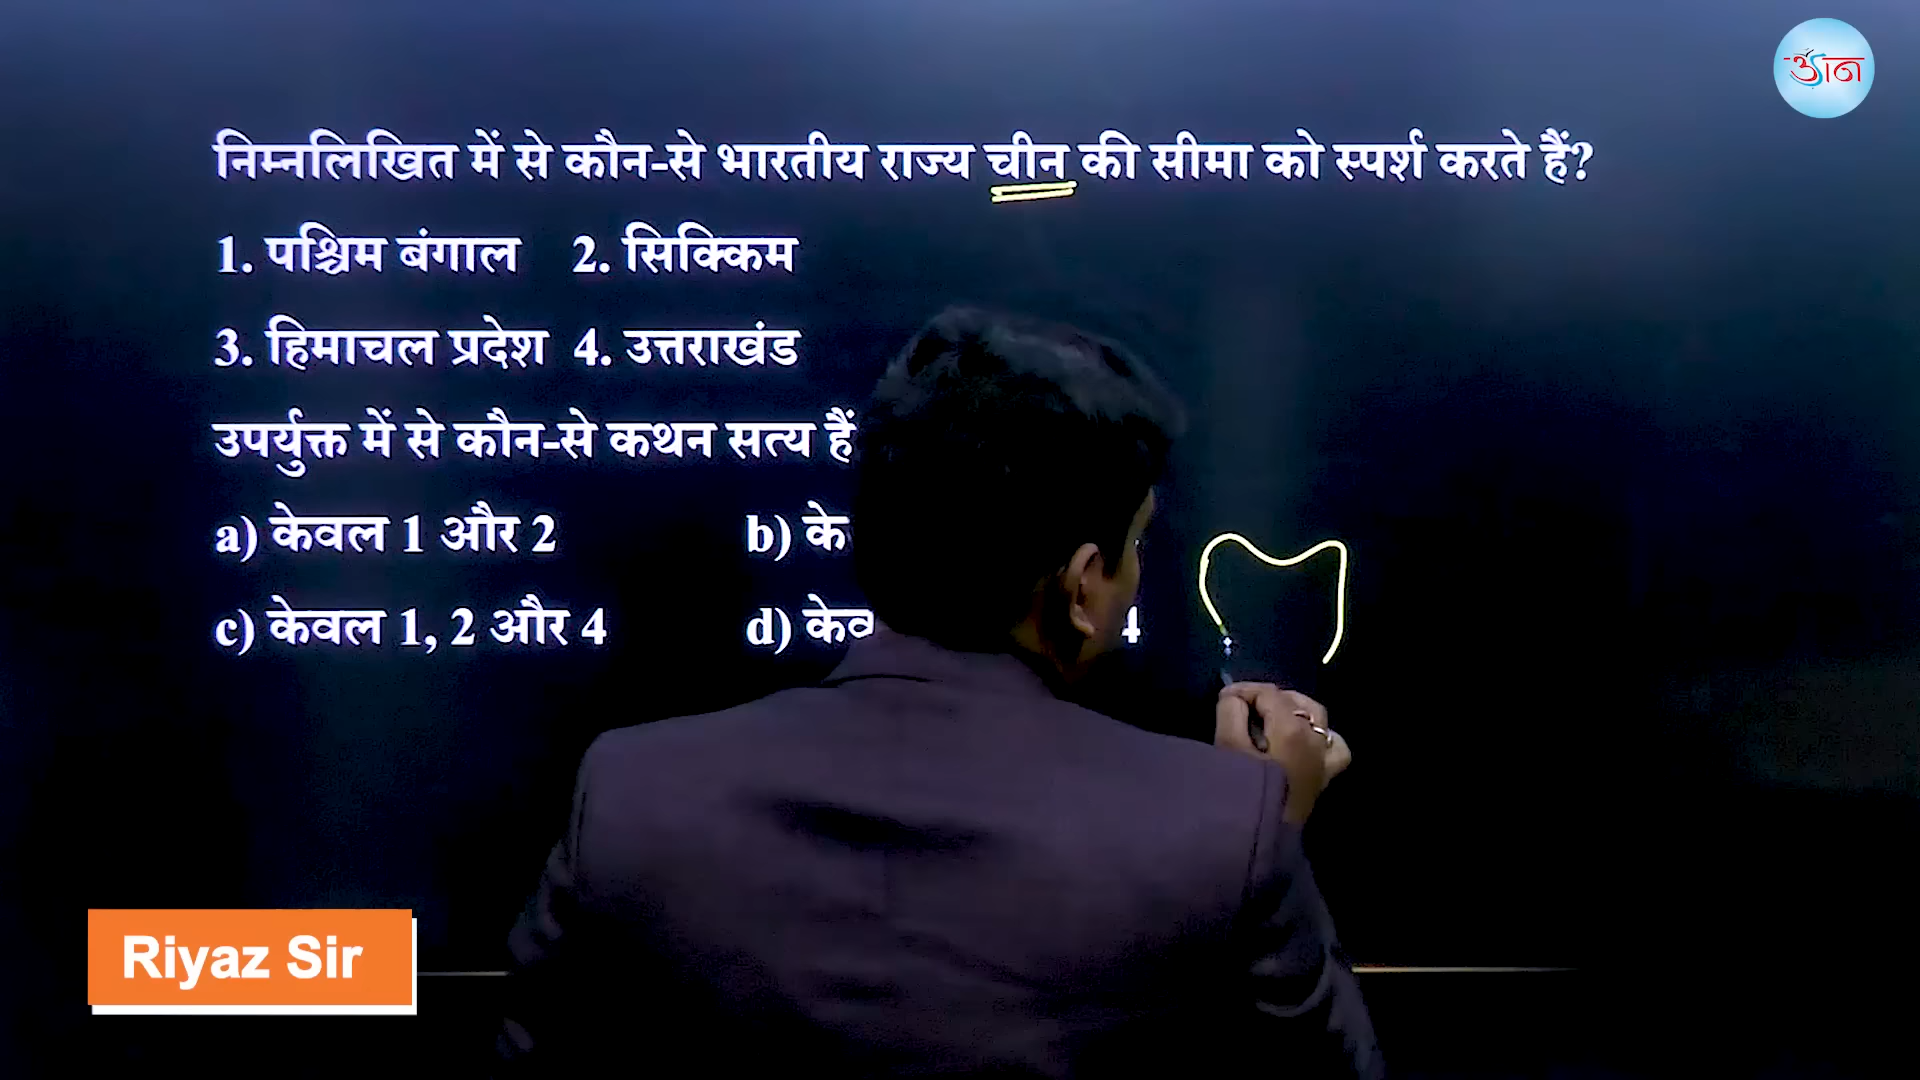 ज्ञान
निम्नलिखित में से कौन-से भारतीय राज्य चीन की सीमा को स्पर्श करते हैं?
1. पश्चिम बंगाल 2. सिक्किम
3. हिमाचल प्रदेश 4. उत्तराखंड
उपर्युक्त में से कौन-से कथन सत्य हैं
a) केवल 1 और 2 b)
c) केवल 1, 2 और 4 d) 4
Riyaz Sir